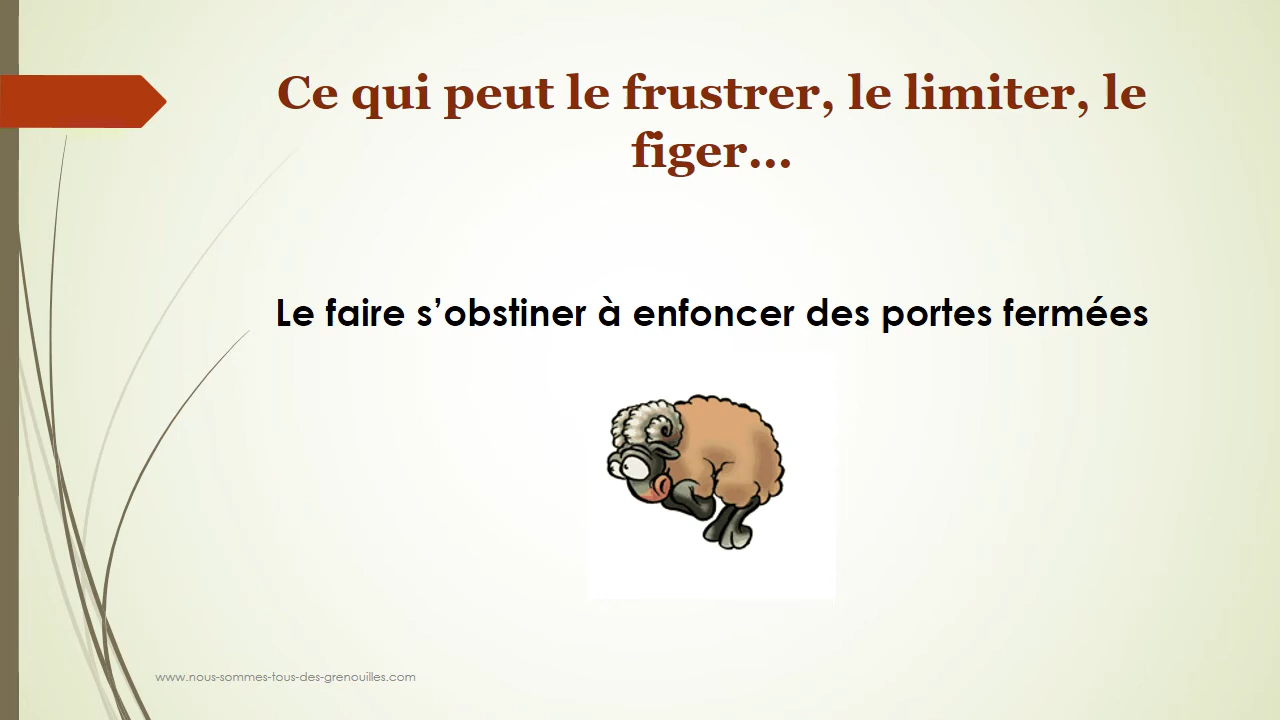 Ce qui peut le frustrer, le limiter, le
figer...
Le faire s’obstiner à enfoncer des portes fermées
www.nous-sommes-tous-des-grenouilles.com